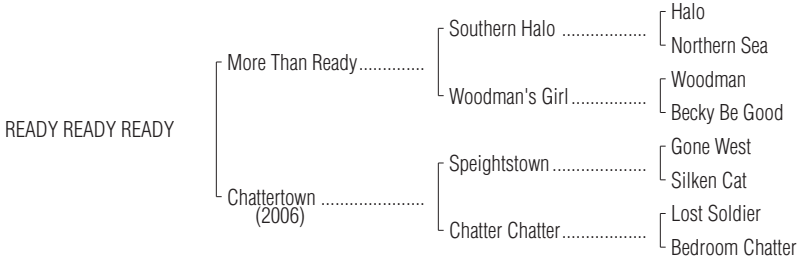 Halo
Southern Halo ...................
Northern Sea
More Than Ready..............
Woodman
Woodman's Girl.................
Becky Be Good
READY READY READY
Gone West
Speightstown .....................
Silken Cat
Chattertown ......................
(2006)
Lost Soldier
Chatter Chatter...................
Bedroom Chatter